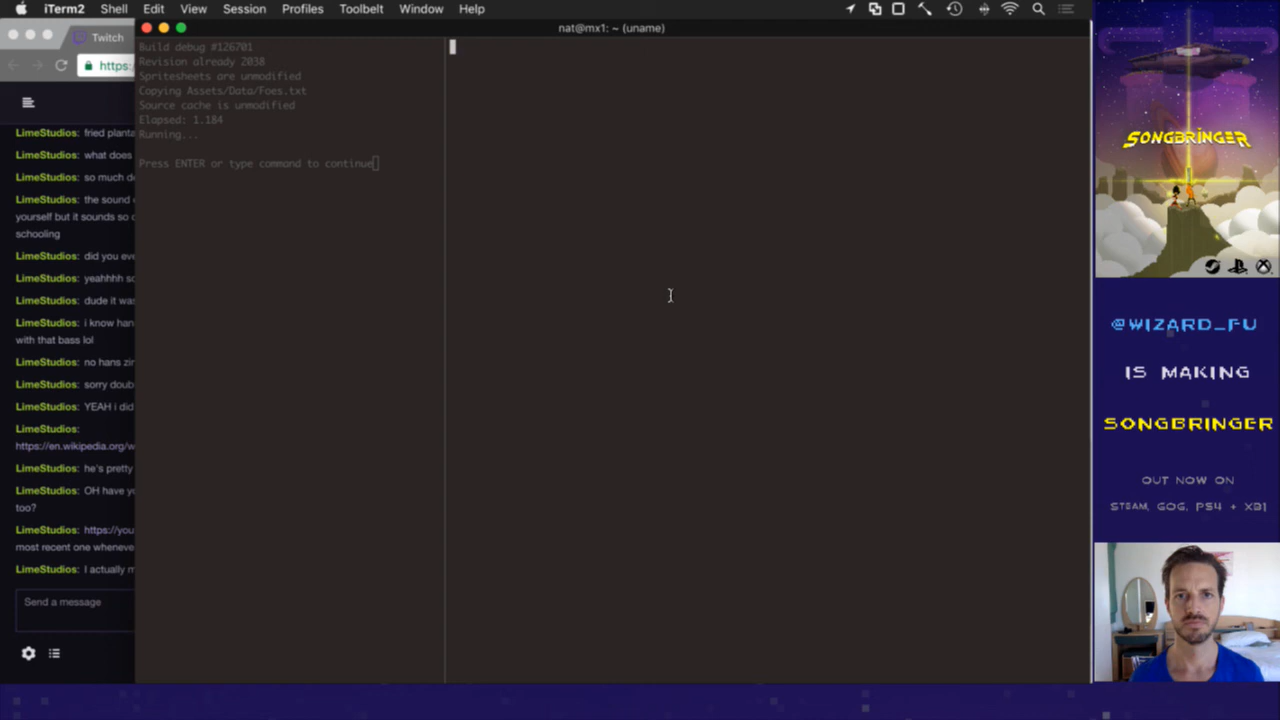 iTerm2 Shell Edit View Session Profiles Toolbelt Window Help
nat@mx1: ~ (uname)
Twitch
https:
LimeStudios: fried planta
LimeStudios: what does
LimeStudios: so much de
LimeStudios: the sound
yourself but it sounds so
schooling
LimeStudios: did you eve
LimeStudios: yeahhhh so
LimeStudios: dude it was
LimeStudios: i know han
with that bass lol
LimeStudios: no hans zin
LimeStudios: sorry doub
LimeStudios: YEAH i did
LimeStudios:
https://en.wikipedia.org/w
LimeStudios: he's pretty
LimeStudios: OH have yo
too?
LimeStudios: https://you
most recent one wheneve
LimeStudios: I actually m
Send a message
Build debug #126701
Revision already 2038
Spritesheets are unmodified
Copying Assets/Data/Foes.txt
Source cache is unmodified
Elapsed: 1.184
Running...
Press ENTER or type command to continue
SONGBRINGER
@WIZARD_FU
IS MAKING
SONGBRINGER
OUT NOW ON
STEAM, GOG, PS4 + XB1